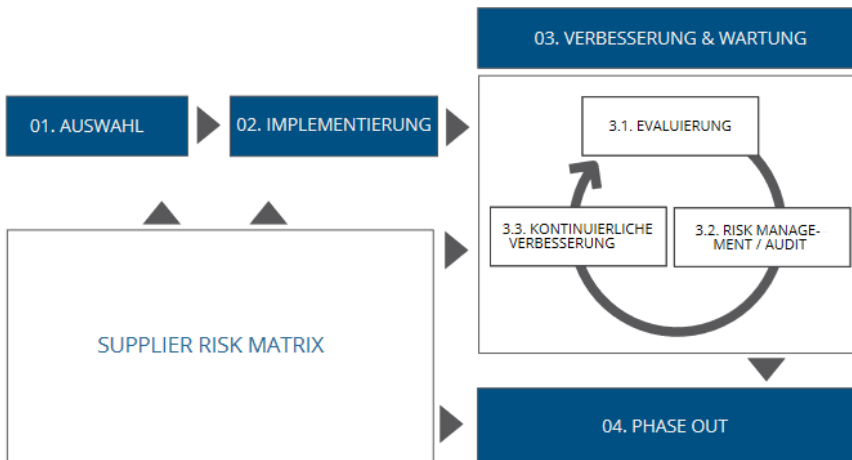 03. VERBESSERUNG & WARTUNG
01. AUSWAHL
02. IMPLEMENTIERUNG
3.1. EVALUIERUNG
3.3. KONTINUIERLICHE
VERBESSERUNG
3.2. RISK MANAGE-
MENT / AUDIT
SUPPLIER RISK MATRIX
04. PHASE OUT